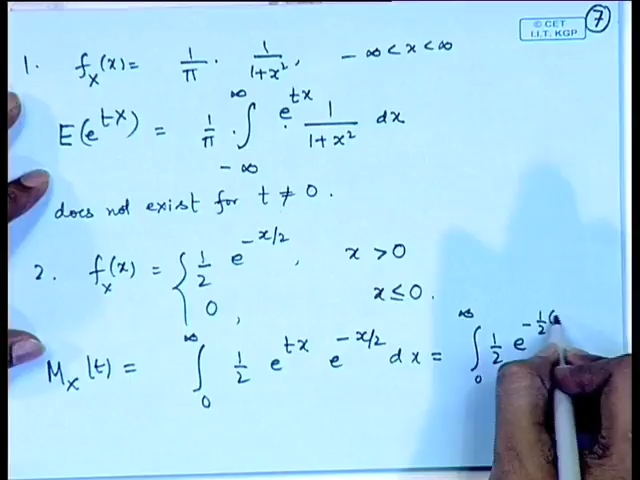 © CET
I.I.T. KGP
7
1. f_X(x) = 1/π · 1/(1+x²), -∞ < x < ∞
E(e^{tX}) = 1/π · ∫_{-∞}^{∞} e^{tx} 1/(1+x²) dx
does not exist for t ≠ 0.
2. f_X(x) = { 1/2 e^{-x/2}, x > 0
0, x ≤ 0.
M_X(t) = ∫_0^∞ 1/2 e^{tx} e^{-x/2} dx = ∫_0^∞ 1/2 e^{-1/2(